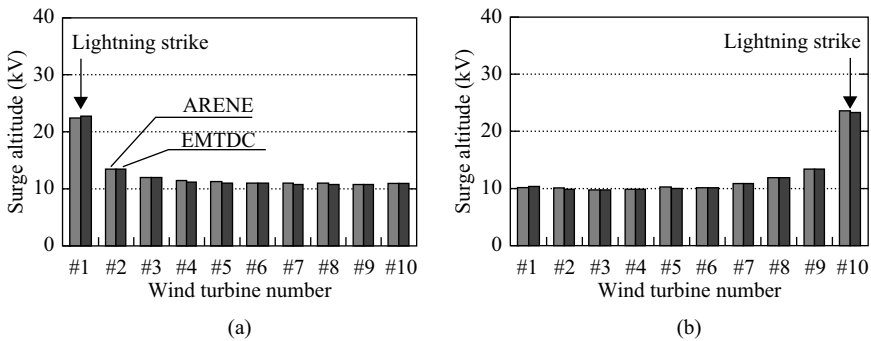 40
Lightning strike
30
ARENE
20
EMTDC
10
0
Surge altitude (kV)
#1 #2 #3 #4 #5 #6 #7 #8 #9 #10
Wind turbine number
(a)
40
Lightning strike
30
20
10
0
Surge altitude (kV)
#1 #2 #3 #4 #5 #6 #7 #8 #9 #10
Wind turbine number
(b)